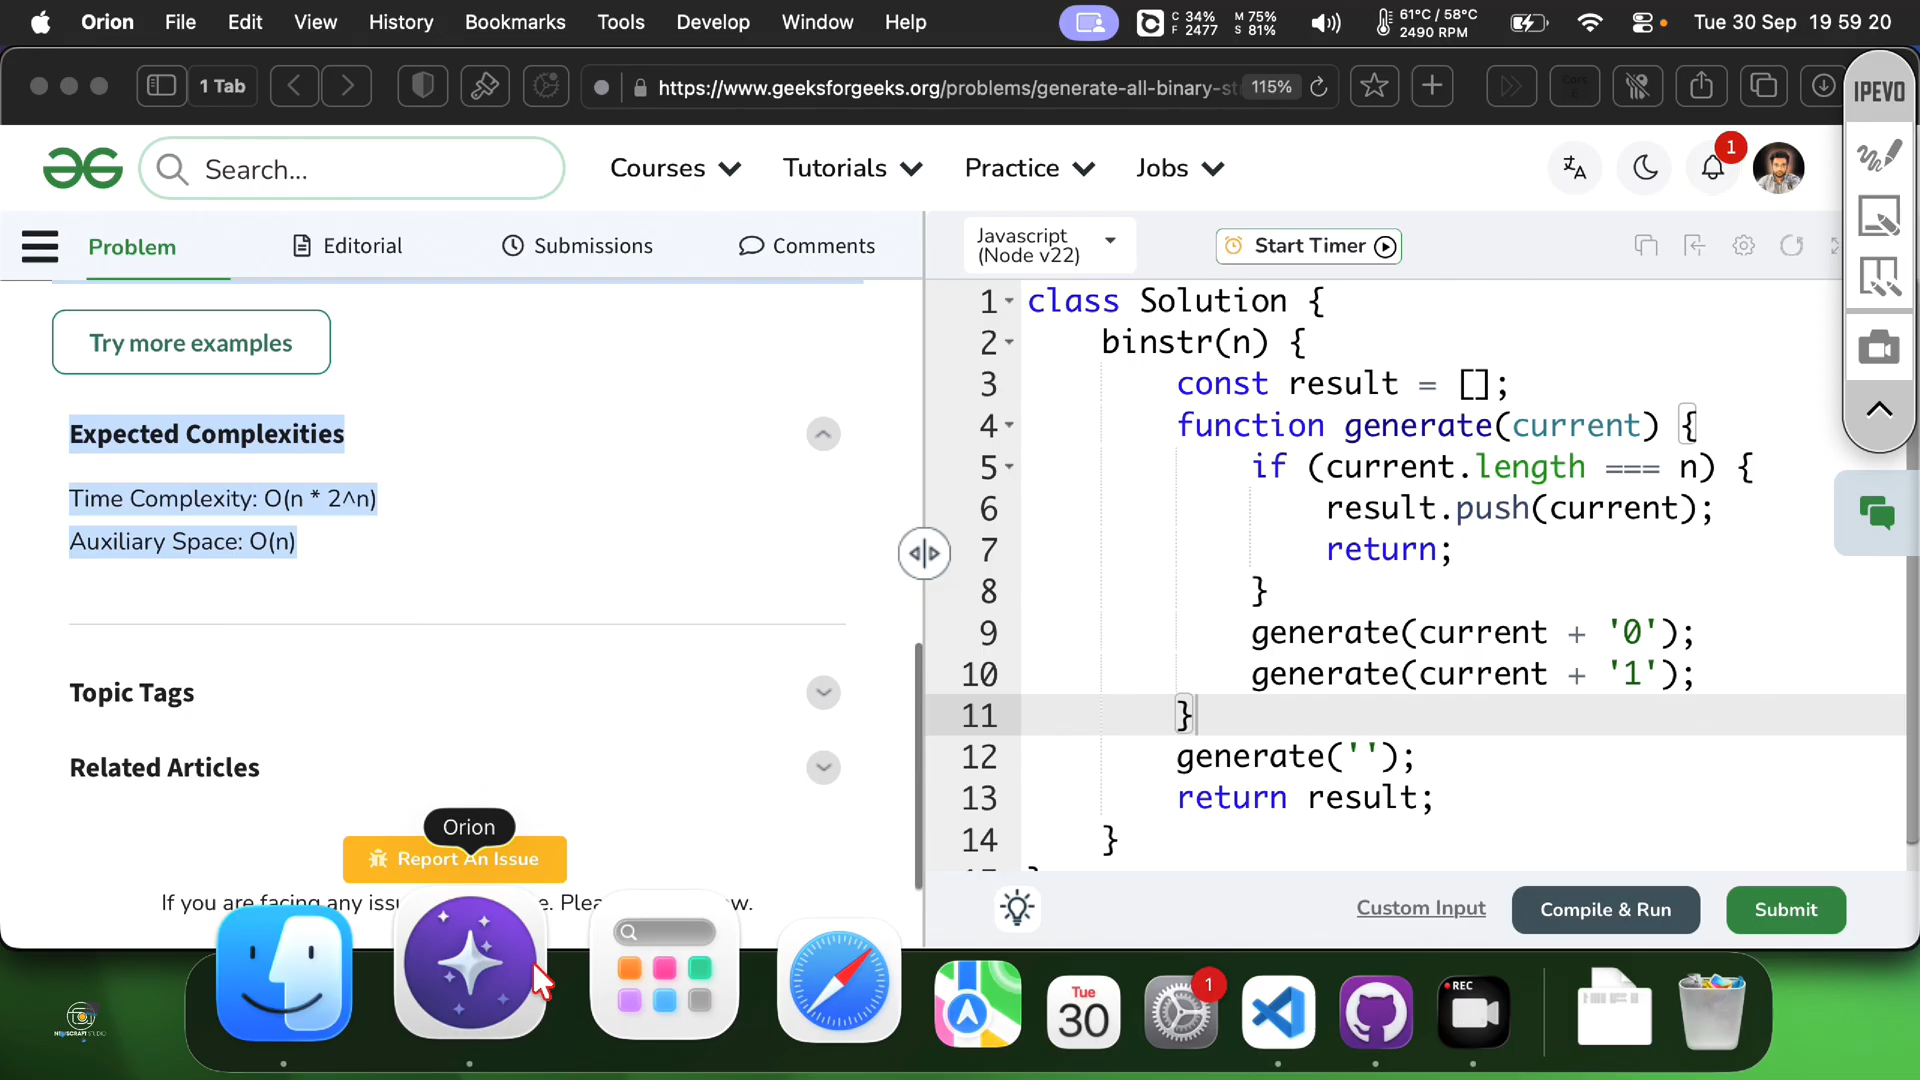 Orion File Edit View History Bookmarks Tools Develop Window Help C 34% F 2477 M 75% S 81% 61°C / 58°C 2490 RPM Tue 30 Sep 19 59 20
1 Tab https://www.geeksforgeeks.org/problems/generate-all-binary-st 115% IPEVO
Search... Courses Tutorials Practice Jobs 1
Problem Editorial Submissions Comments
Javascript
(Node v22)
Start Timer
Try more examples
Expected Complexities
Time Complexity: O(n * 2^n)
Auxiliary Space: O(n)
Topic Tags
Related Articles
Orion
Report An Issue
1 class Solution {
2 binstr(n) {
3 const result = [];
4 function generate(current) {
5 if (current.length === n) {
6 result.push(current);
7 return;
8 }
9 generate(current + '0');
10 generate(current + '1');
11 }
12 generate('');
13 return result;
14 }
Custom Input Compile & Run Submit
Tue
30
1
REC